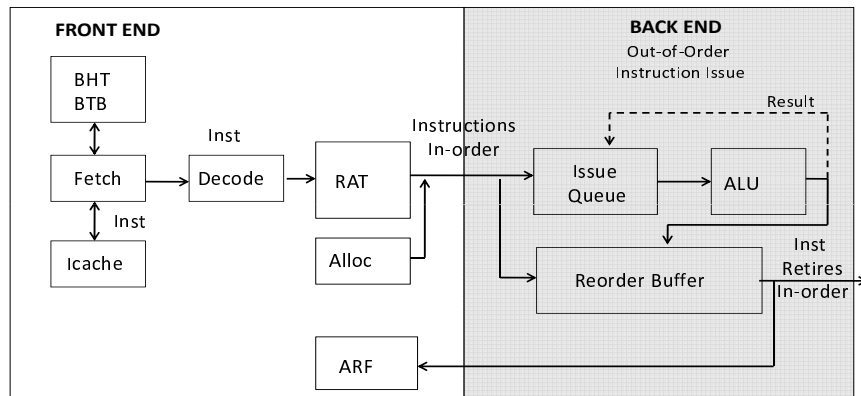 FRONT END
BHT
BTB
Fetch
Inst
Icache
Inst
Decode
RAT
Alloc
ARF
Instructions
In-order
BACK END
Out-of-Order
Instruction Issue
Result
Issue
Queue
ALU
Reorder Buffer
Inst
Retires
In-order